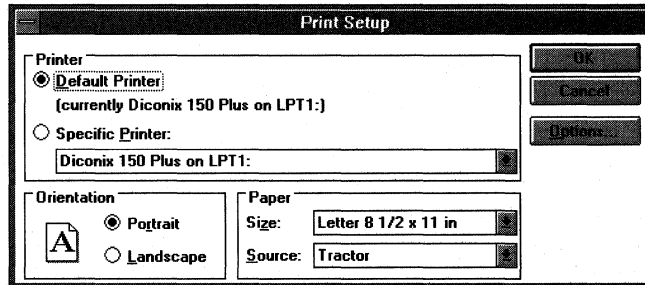 Print Setup
Printer
Default Printer
(currently Diconix 150 Plus on LPT1:)
Specific Printer:
Diconix 150 Plus on LPT1:
OK
Cancel
Options...
Orientation
Portrait
Landscape
A
Paper
Size: Letter 8 1/2 x 11 in
Source: Tractor